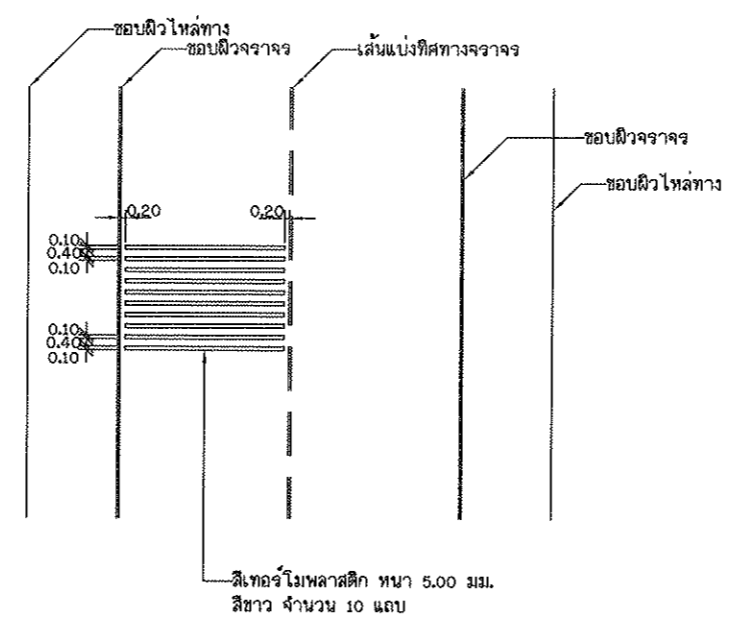 ขอบผิวไหล่ทาง
ขอบผิวจราจร
เส้นแบ่งทิศทางจราจร
ขอบผิวจราจร
ขอบผิวไหล่ทาง
0.20
0.20
0.10
0.40
0.10
0.10
0.40
0.10
สีเทอร์โมพลาสติก หนา 5.00 มม.
สีขาว จำนวน 10 แถบ